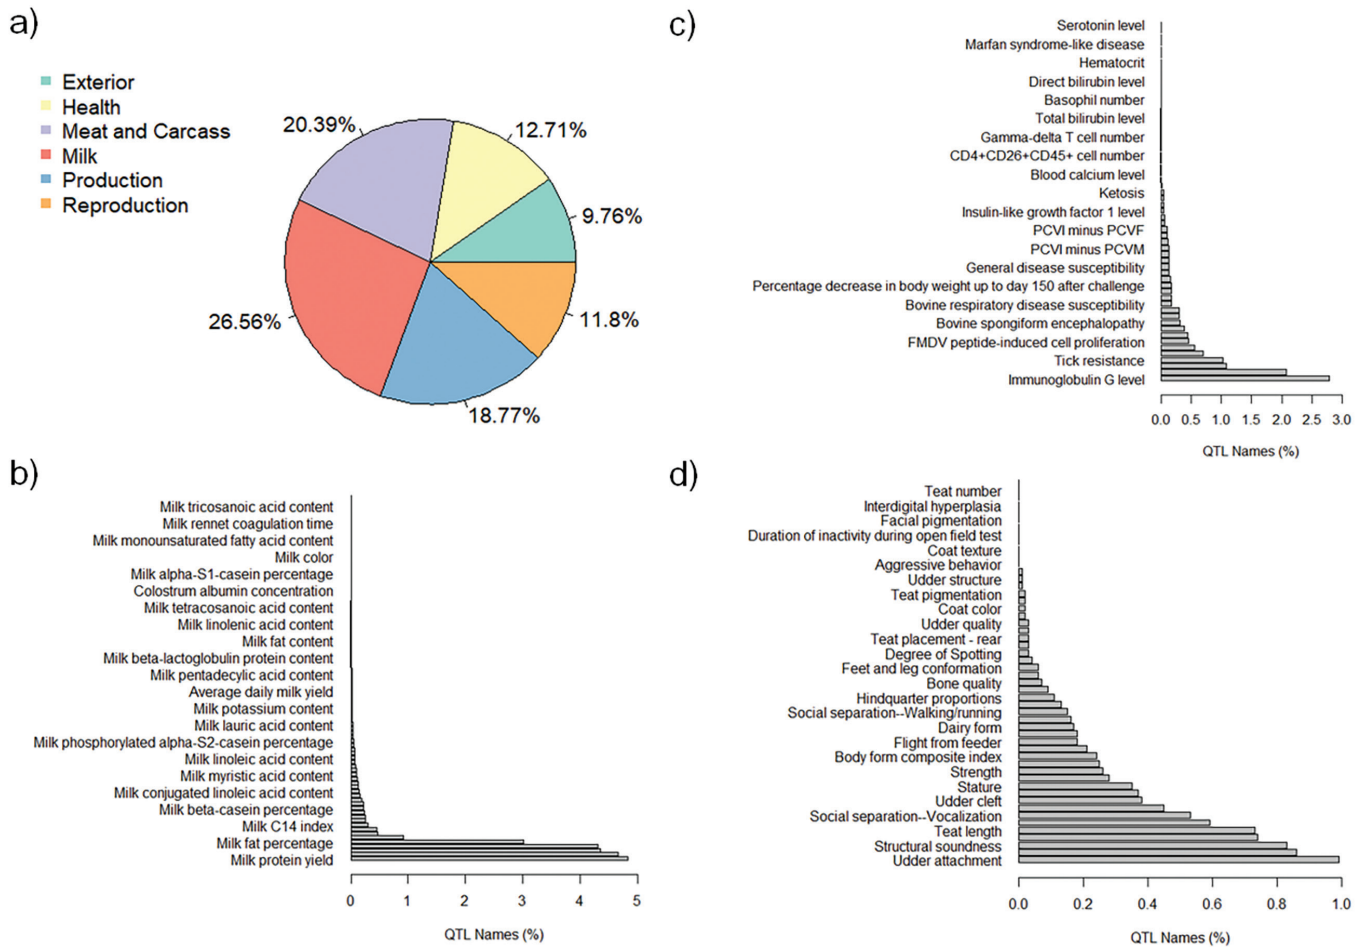 a)
Exterior
Health
Meat and Carcass
Milk
Production
Reproduction
20.39%
12.71%
9.76%
11.8%
18.77%
26.56%
b)
Milk tricosanoic acid content
Milk rennet coagulation time
Milk monounsaturated fatty acid content
Milk color
Milk alpha-S1-casein percentage
Colostrum albumin concentration
Milk tetracosanoic acid content
Milk linolenic acid content
Milk fat content
Milk beta-lactoglobulin protein content
Milk pentadecylic acid content
Average daily milk yield
Milk potassium content
Milk lauric acid content
Milk phosphorylated alpha-S2-casein percentage
Milk linoleic acid content
Milk myristic acid content
Milk conjugated linoleic acid content
Milk beta-casein percentage
Milk C14 index
Milk fat percentage
Milk protein yield
0 1 2 3 4 5
QTL Names (%)
c)
Serotonin level
Marfan syndrome-like disease
Hematocrit
Direct bilirubin level
Basophil number
Total bilirubin level
Gamma-delta T cell number
CD4+CD26+CD45+ cell number
Blood calcium level
Ketosis
Insulin-like growth factor 1 level
PCVI minus PCVF
PCVI minus PCVM
General disease susceptibility
Percentage decrease in body weight up to day 150 after challenge
Bovine respiratory disease susceptibility
Bovine spongiform encephalopathy
FMDV peptide-induced cell proliferation
Tick resistance
Immunoglobulin G level
0.0 0.5 1.0 1.5 2.0 2.5 3.0
QTL Names (%)
d)
Teat number
Interdigital hyperplasia
Facial pigmentation
Duration of inactivity during open field test
Coat texture
Aggressive behavior
Udder structure
Teat pigmentation
Coat color
Udder quality
Teat placement - rear
Degree of Spotting
Feet and leg conformation
Bone quality
Hindquarter proportions
Social separation--Walking/running
Dairy form
Flight from feeder
Body form composite index
Strength
Stature
Udder cleft
Social separation--Vocalization
Teat length
Structural soundness
Udder attachment
0.0 0.2 0.4 0.6 0.8 1.0
QTL Names (%)